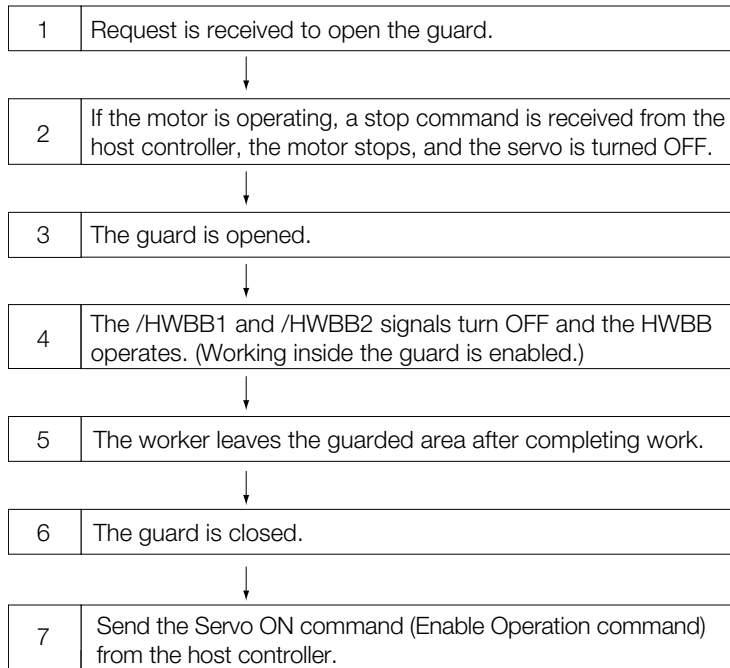 1 Request is received to open the guard.
2 If the motor is operating, a stop command is received from the
host controller, the motor stops, and the servo is turned OFF.
3 The guard is opened.
4 The /HWBB1 and /HWBB2 signals turn OFF and the HWBB
operates. (Working inside the guard is enabled.)
5 The worker leaves the guarded area after completing work.
6 The guard is closed.
7 Send the Servo ON command (Enable Operation command)
from the host controller.